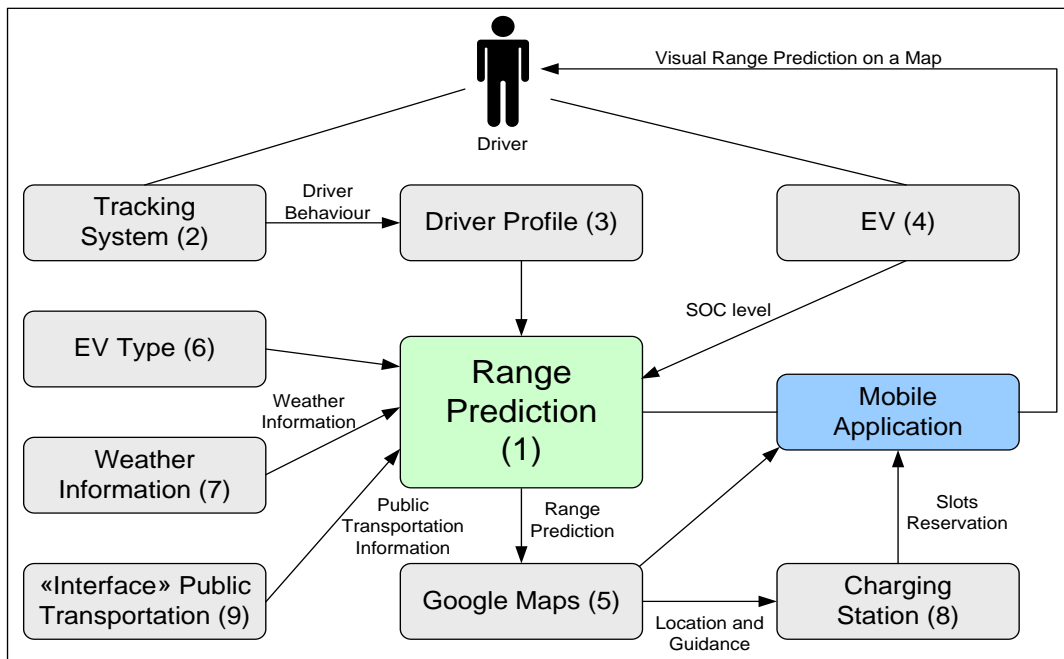 Visual Range Prediction on a Map
Driver
Tracking
System (2)
Driver
Behaviour
Driver Profile (3)
EV (4)
SOC level
EV Type (6)
Range
Prediction
(1)
Mobile
Application
Weather
Information
Weather
Information (7)
Public
Transportation
Information
Range
Prediction
Slots
Reservation
«Interface» Public
Transportation (9)
Google Maps (5)
Location and
Guidance
Charging
Station (8)